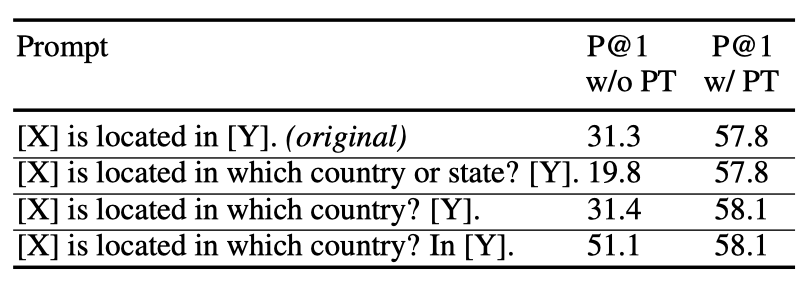 Prompt P@1 P@1
w/o PT w/ PT
[X] is located in [Y]. (original) 31.3 57.8
[X] is located in which country or state? [Y]. 19.8 57.8
[X] is located in which country? [Y]. 31.4 58.1
[X] is located in which country? In [Y]. 51.1 58.1